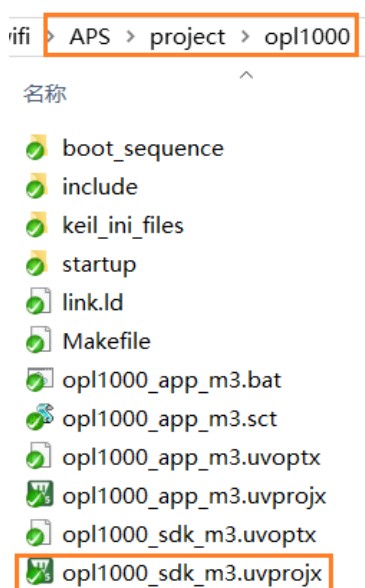 ifi > APS > project > opl1000
名称
boot_sequence
include
keil_ini_files
startup
link.ld
Makefile
opl1000_app_m3.bat
opl1000_app_m3.sct
opl1000_app_m3.uvoptx
opl1000_app_m3.uvprojx
opl1000_sdk_m3.uvoptx
opl1000_sdk_m3.uvprojx